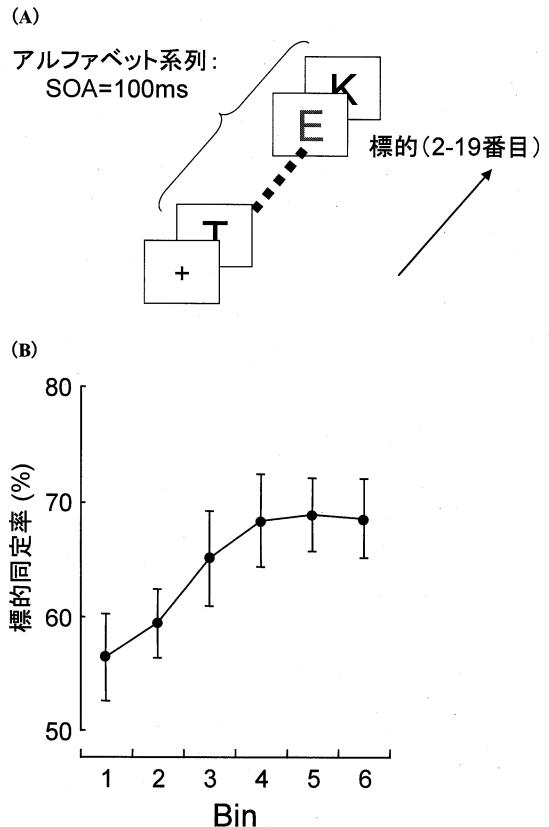 (A)
アルファベット系列：
SOA=100ms
K
E
標的（2-19番目）
T
+
(B)
80
70
60
50
標的同定率 (%)
1 2 3 4 5 6
Bin